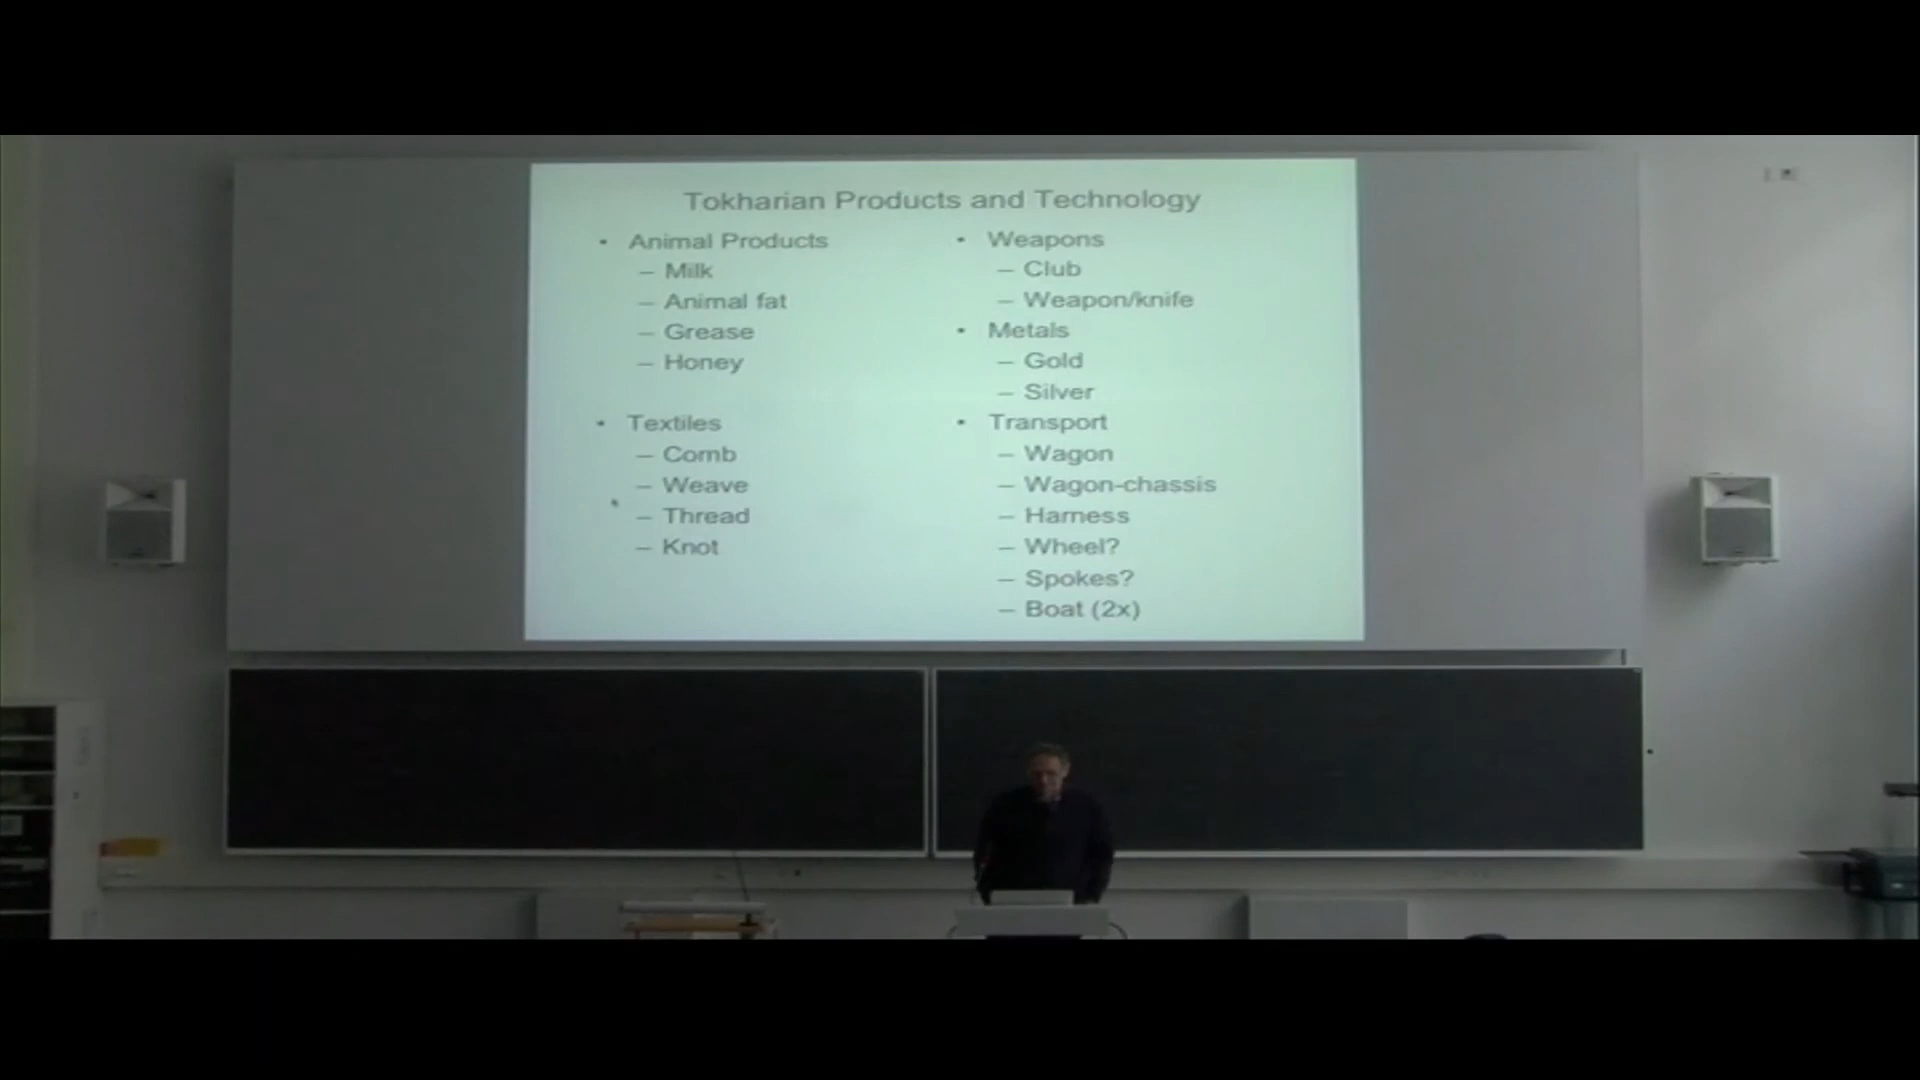 Tokharian Products and Technology
• Animal Products
– Milk
– Animal fat
– Grease
– Honey
• Textiles
– Comb
– Weave
– Thread
– Knot
• Weapons
– Club
– Weapon/knife
• Metals
– Gold
– Silver
• Transport
– Wagon
– Wagon-chassis
– Harness
– Wheel?
– Spokes?
– Boat (2x)